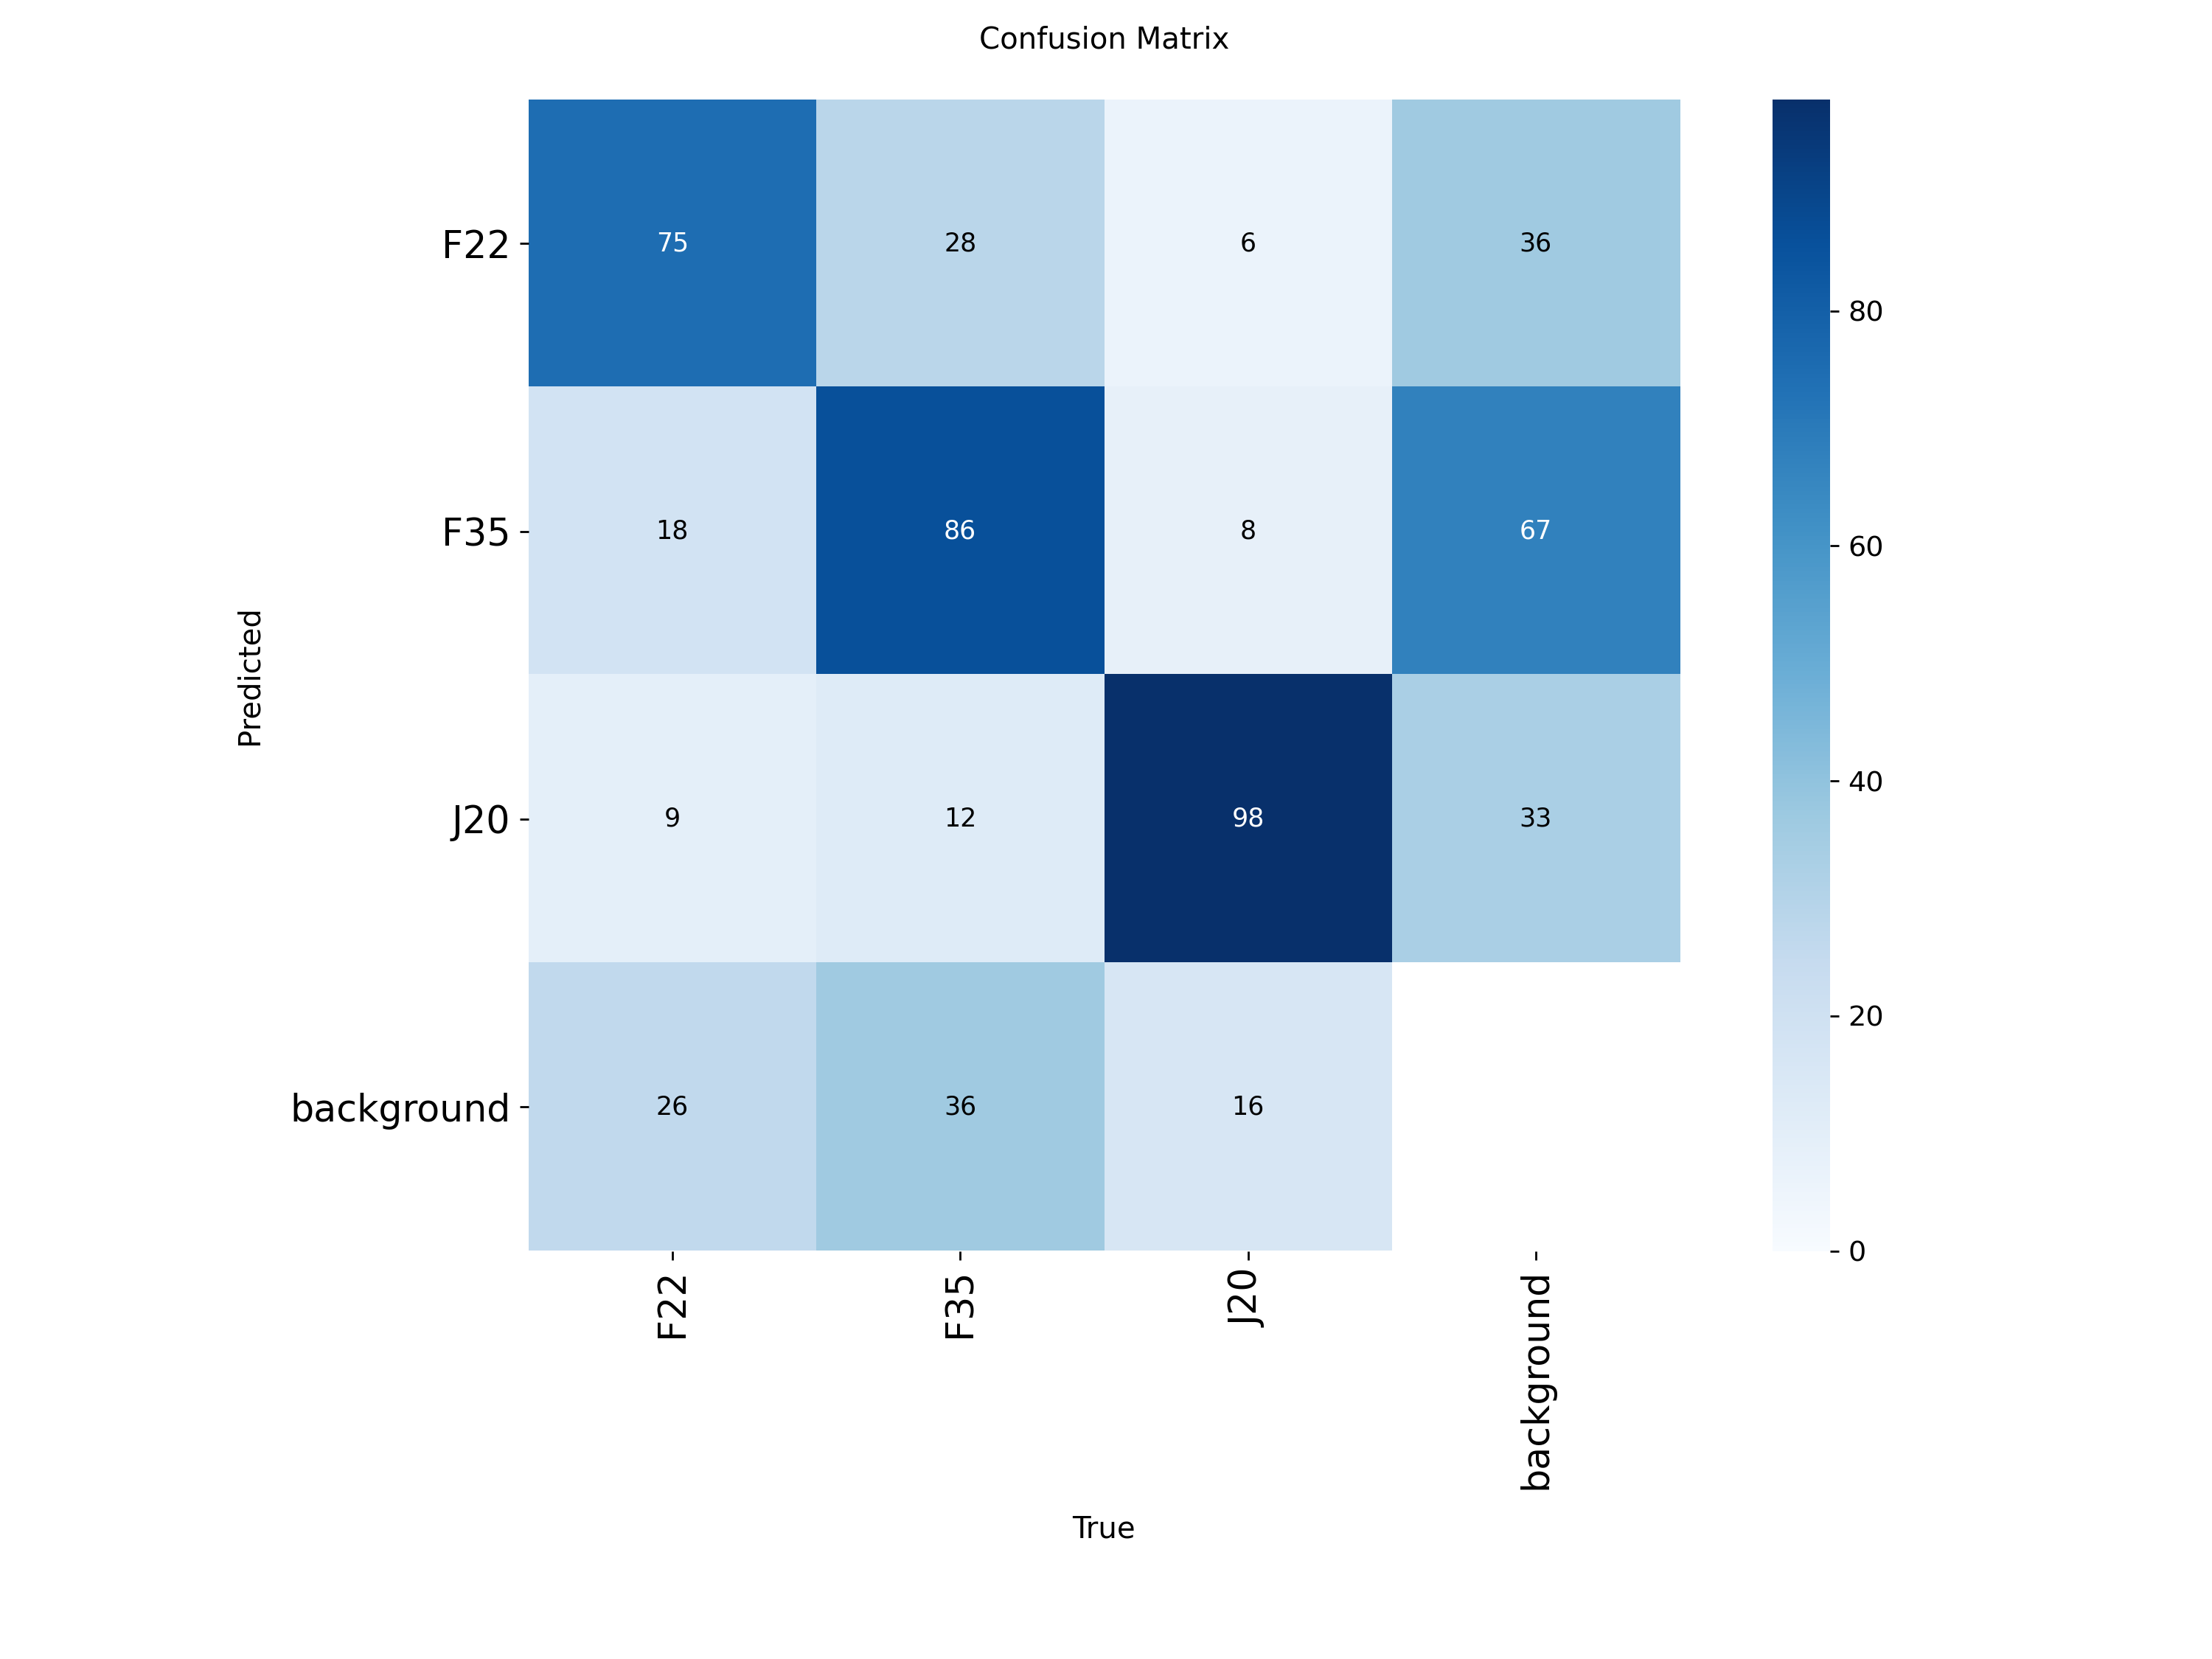 Confusion Matrix
F22 75 28 6 36
F35 18 86 8 67
J20 9 12 98 33
background 26 36 16
F22 F35 J20 background
Predicted
True
80
60
40
20
0